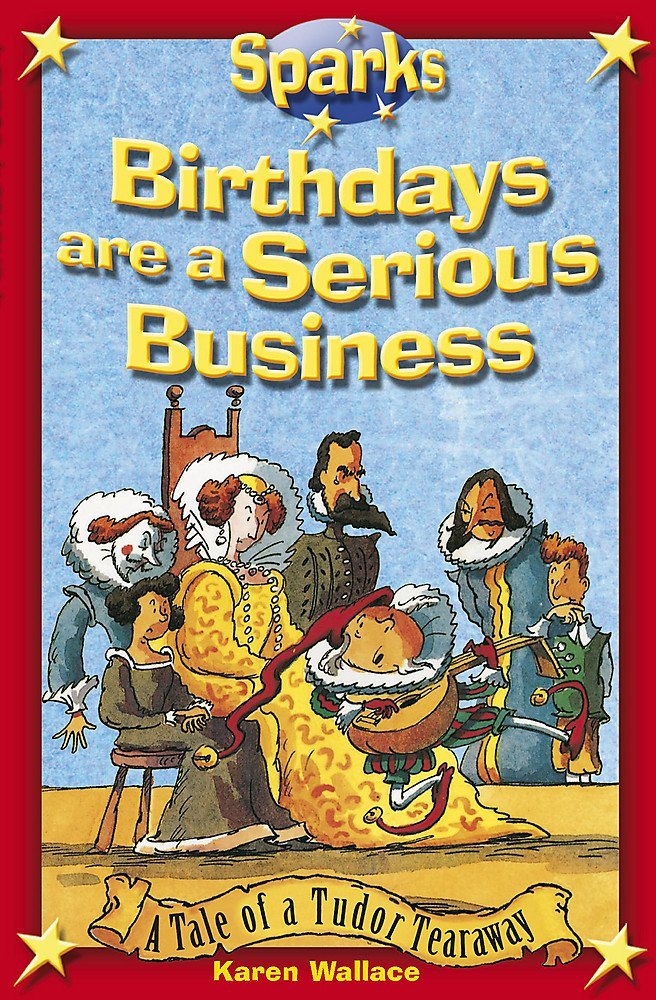 Sparks
Birthdays
are a Serious
Business
A Tale of a Tudor Tearaway
Karen Wallace